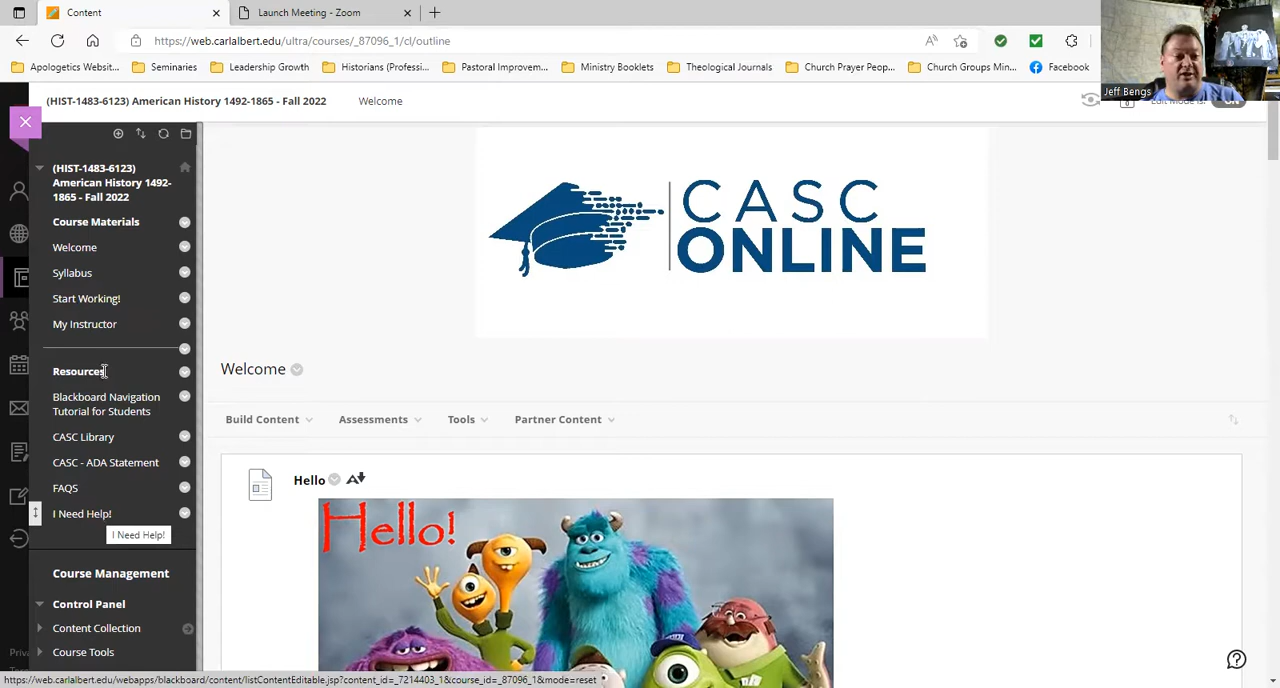 Content
Launch Meeting - Zoom
https://web.carlalbert.edu/ultra/courses/_87096_1/cl/outline
Apologetics Websit...
Seminaries
Leadership Growth
Historians (Professi...
Ministry Booklets
Theological Journals
Church Prayer Peop...
Church Groups Min...
Facebook
Jeff Bengs
(HIST-1483-6123) American History 1492-1865 - Fall 2022
Welcome
Edit Mode is:
(HIST-1483-6123)
American History 1492-
1865 - Fall 2022
Course Materials
Welcome
Syllabus
Start Working!
My Instructor
Resources
Blackboard Navigation
Tutorial for Students
CASC Library
CASC - ADA Statement
FAQS
I Need Help!
I Need Help!
Course Management
Control Panel
Content Collection
Course Tools
CASC
ONLINE
Welcome
Build Content
Assessments
Tools
Partner Content
Hello
Hello!
https://web.carlalbert.edu/webapps/blackboard/content/listContentEditable.jsp?content_id=_7214403_1&course_id=_87096_1&mode=reset